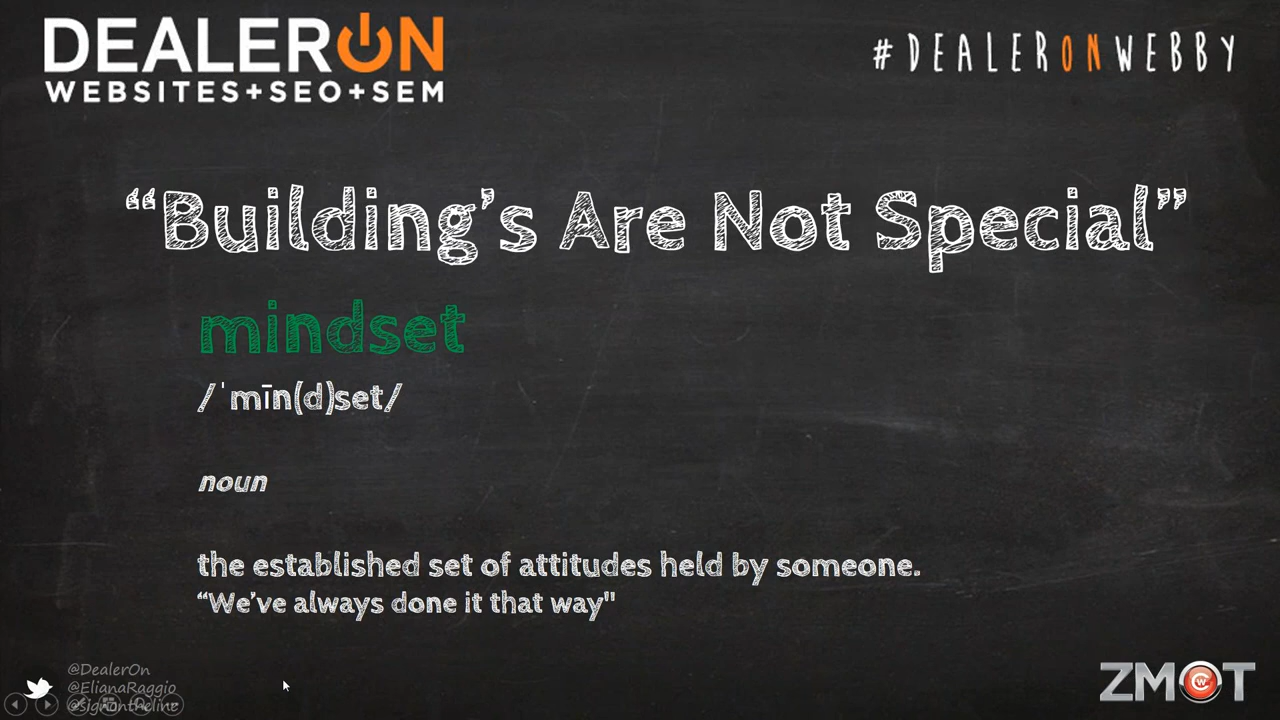 DEALERON
WEBSITES+SEO+SEM
#DEALERONWEBBY
“Building’s Are Not Special”
mindset
/ˈmīn(d)set/
noun
the established set of attitudes held by someone.
“We’ve always done it that way"
@DealerOn
@ElianaRaggio
@signontheline
ZMOT